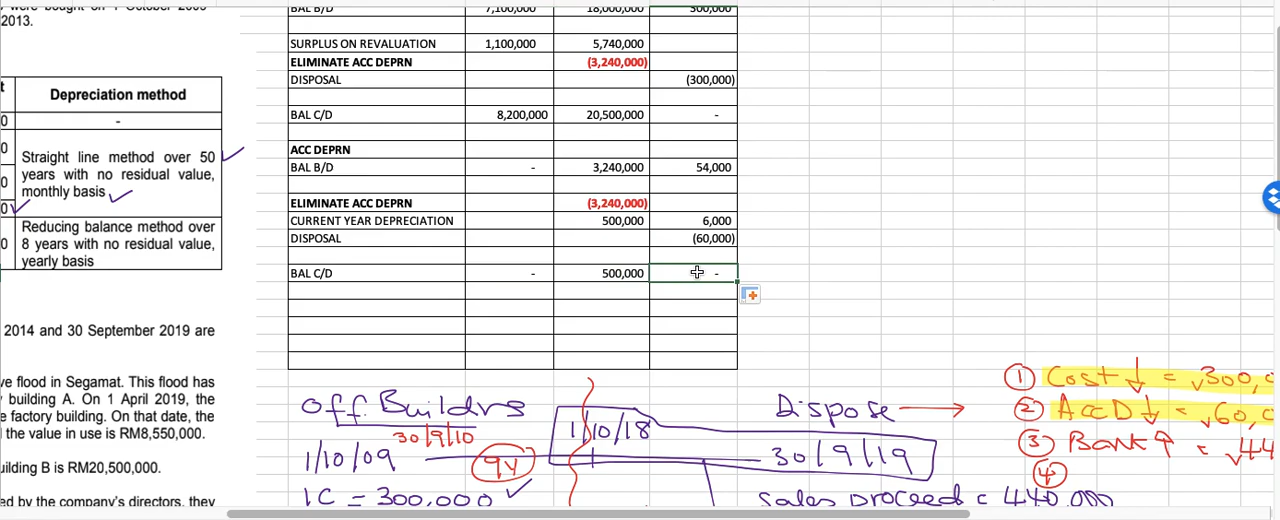 2013.
Depreciation method
-
Straight line method over 50
years with no residual value,
monthly basis
Reducing balance method over
8 years with no residual value,
yearly basis
2014 and 30 September 2019 are
ve flood in Segamat. This flood has
building A. On 1 April 2019, the
e factory building. On that date, the
the value in use is RM8,550,000.
uilding B is RM20,500,000.
ed by the company's directors, they
BAL B/D 7,100,000 18,000,000 300,000
SURPLUS ON REVALUATION 1,100,000 5,740,000
ELIMINATE ACC DEPRN (3,240,000)
DISPOSAL (300,000)
BAL C/D 8,200,000 20,500,000 -
ACC DEPRN
BAL B/D - 3,240,000 54,000
ELIMINATE ACC DEPRN (3,240,000)
CURRENT YEAR DEPRECIATION 500,000 6,000
DISPOSAL (60,000)
BAL C/D - 500,000 -
Off. Buildrs
30/9/10
1/10/09 9y
1/10/18
30/9/19
IC = 300,000
Dispose
sales proceed = 440,000
① Cost ↓ = 300,0
② AccD ↓ = 60,0
③ Bank ↑ = 44
④